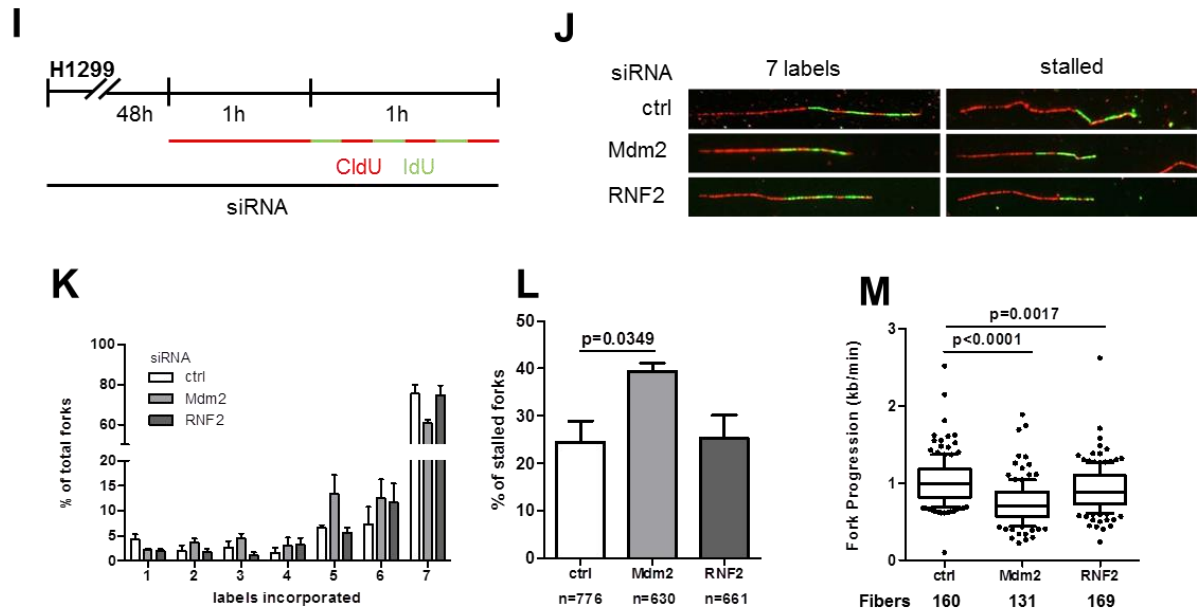 I
H1299
48h 1h 1h
CldU IdU
siRNA
J
siRNA 7 labels stalled
ctrl
Mdm2
RNF2
K
% of total forks
100
80
60
20
15
10
5
0
siRNA
ctrl
Mdm2
RNF2
1 2 3 4 5 6 7
labels incorporated
L
% of stalled forks
50
40
30
20
10
0
p=0.0349
ctrl Mdm2 RNF2
n=776 n=630 n=661
M
Fork Progression (kb/min)
3
2
1
0
p=0.0017
p<0.0001
ctrl Mdm2 RNF2
Fibers 160 131 169